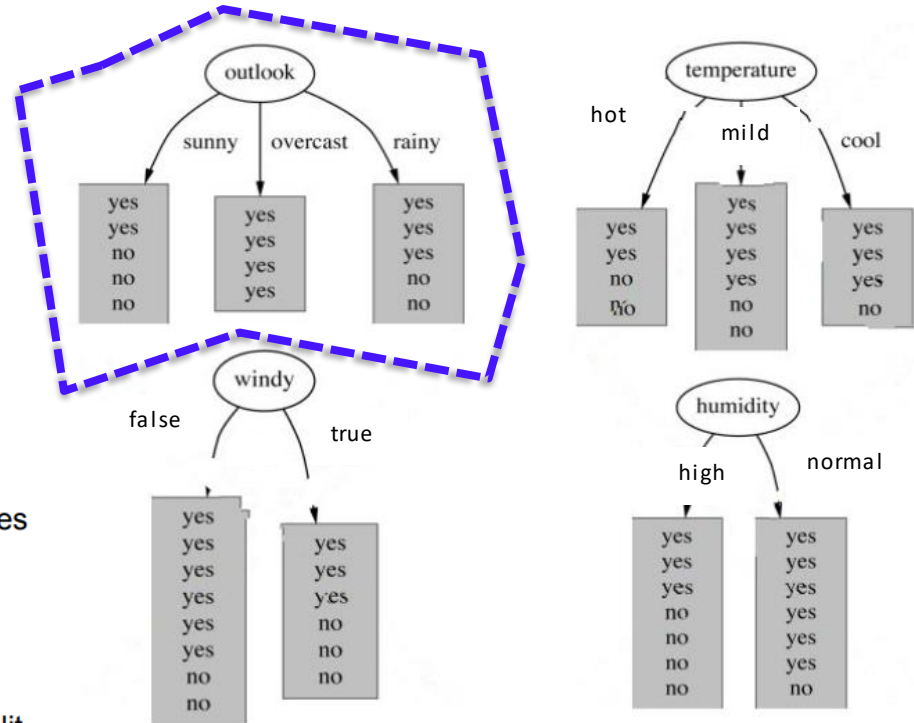 outlook
sunny overcast rainy
yes
yes
no
no
no
yes
yes
yes
yes
yes
yes
yes
no
no
temperature
hot
mild
cool
yes
yes
no
no
yes
yes
yes
yes
no
no
yes
yes
yes
no
windy
false
true
yes
yes
yes
yes
yes
yes
no
no
yes
yes
yes
no
no
no
humidity
high
normal
yes
yes
yes
no
no
no
no
yes
yes
yes
yes
yes
yes
no
es